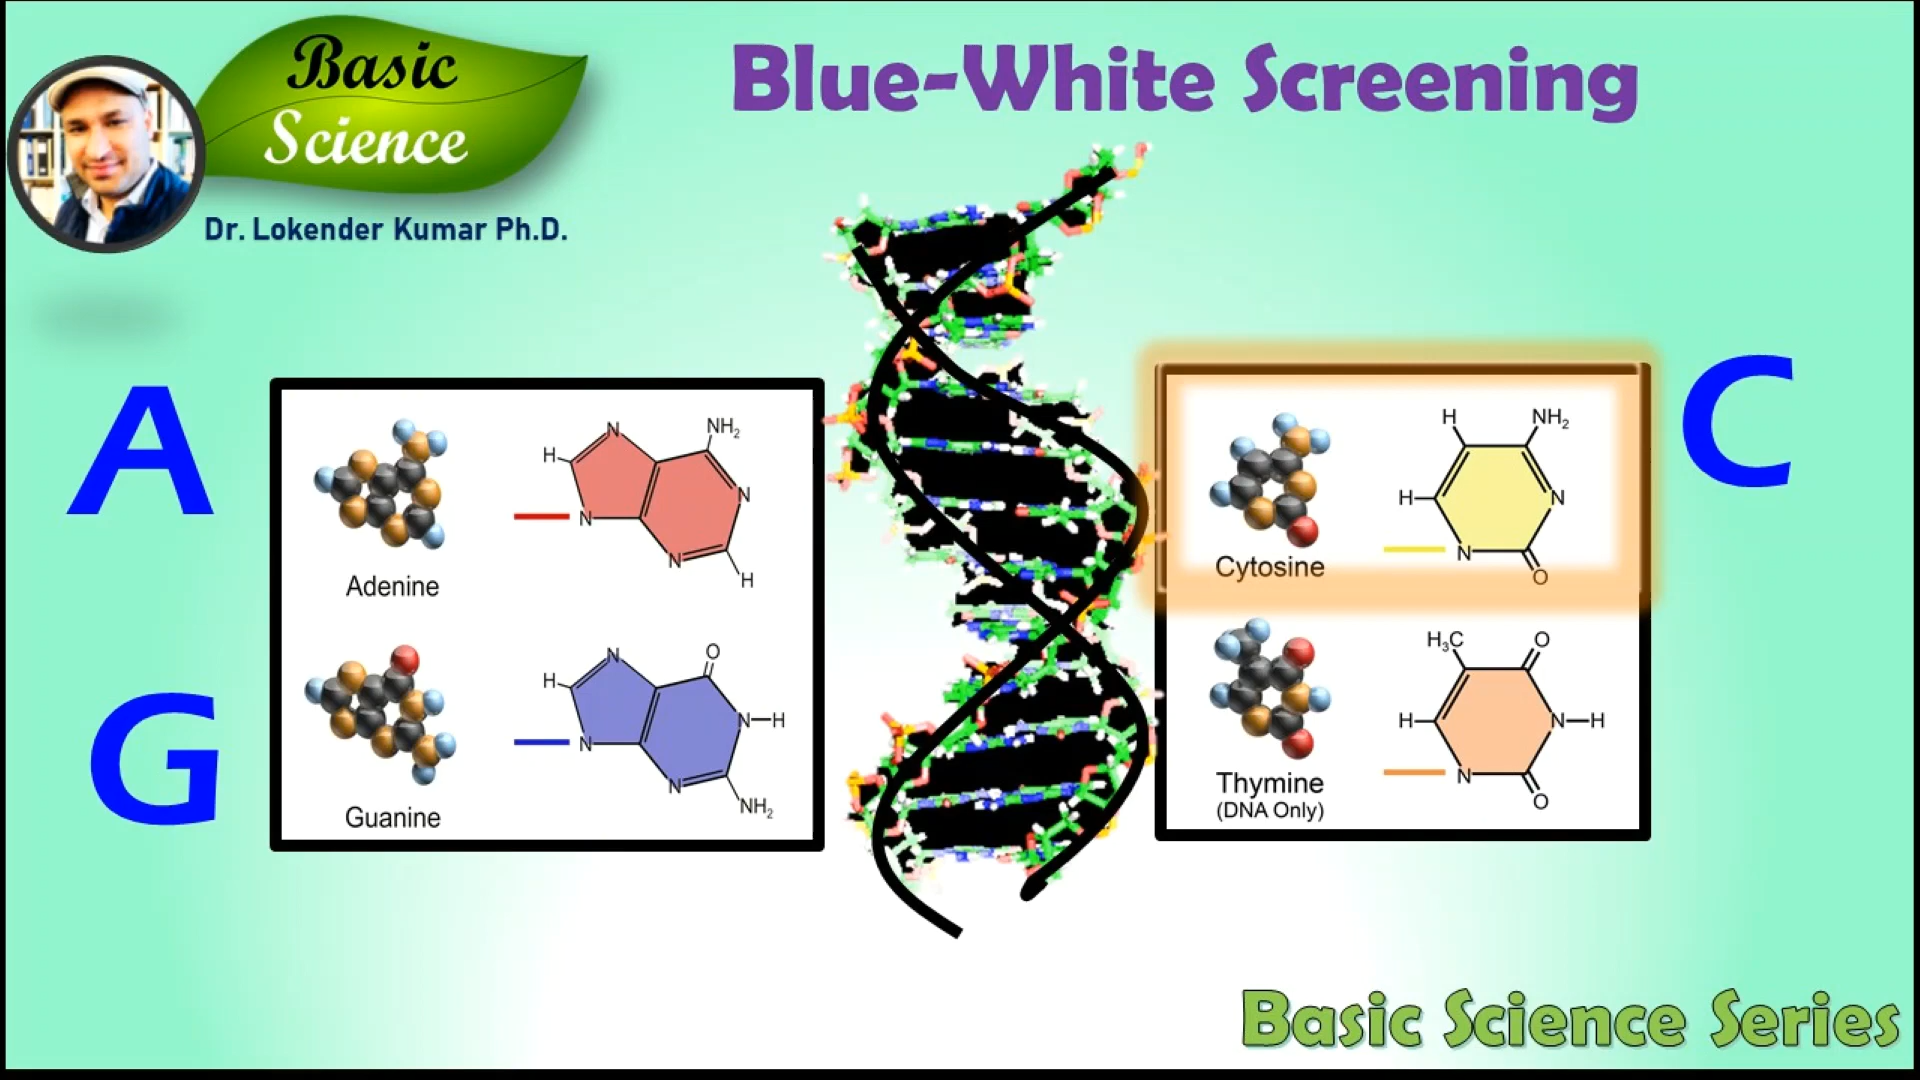 Basic
Science
Dr. Lokender Kumar Ph.D.
Blue-White Screening
A
G
C
NH₂
N
H
N
N
N
H
Adenine
O
N
H
N—H
N
N
NH₂
Guanine
H
NH₂
H
N
N
O
Cytosine
H₃C
O
H
N—H
N
O
Thymine
(DNA Only)
Basic Science Series